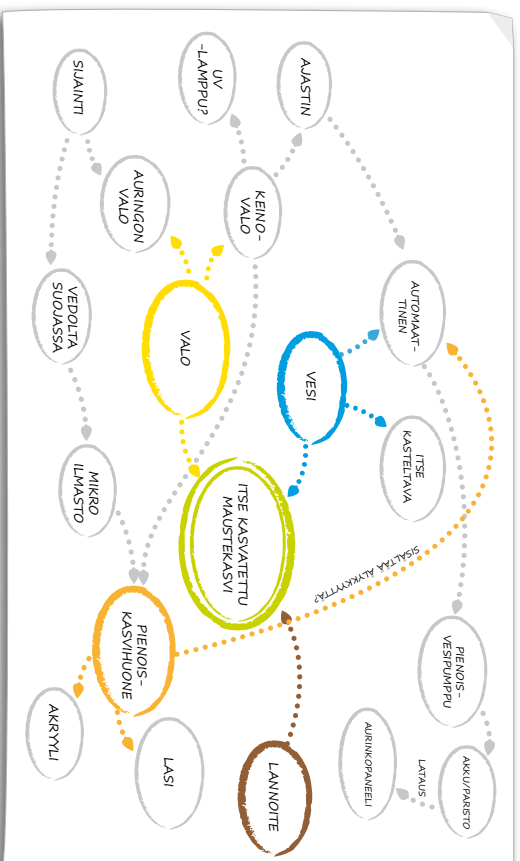 AKKU/PARISTO
PIENOIS-
VESIPUMPPU
AUTOMAAT-
TINEN
ITSE
KASTELTAVA
LATAUS
SISÄLTÄÄ ÄLYKKYYTTÄ?
AURINKOPANEELI
AJASTIN
VESI
LANNOITE
KEINO-
VALO
ITSE KASVATETTU
MAUSTEKASVI
UV
-LAMPPU?
VALO
LASI
AURINGON
VALO
PIENOIS-
KASVIHUONE
SIJAINTI
VEDOLTA
SUOJASSA
MIKRO
ILMASTO
AKRYYLI